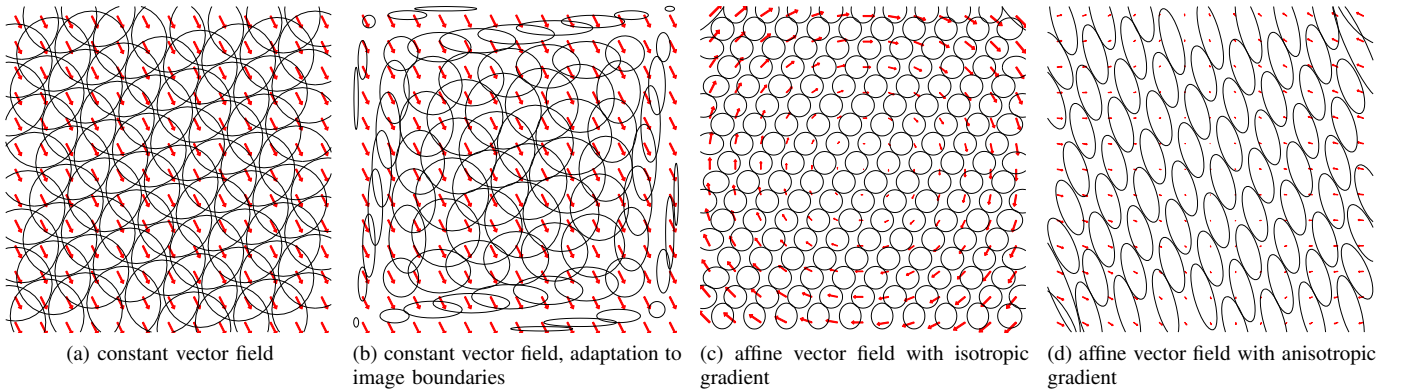 (a) constant vector field
(b) constant vector field, adaptation to
image boundaries
(c) affine vector field with isotropic
gradient
(d) affine vector field with anisotropic
gradient